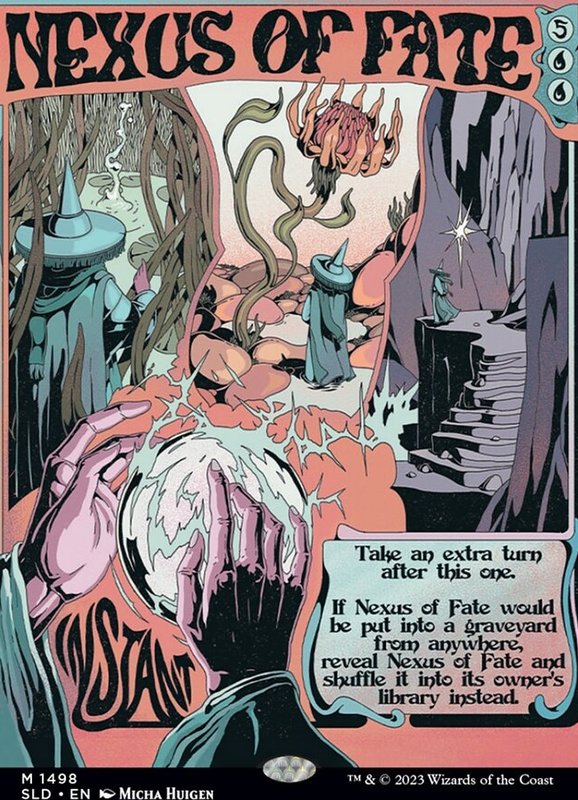 NEXUS OF FATE
5
INSTANT
Take an extra turn
after this one.
If Nexus of Fate would
be put into a graveyard
from anywhere,
reveal Nexus of Fate and
shuffle it into its owner's
library instead.
M 1498
SLD • EN Micha Huigen
™ & © 2023 Wizards of the Coast